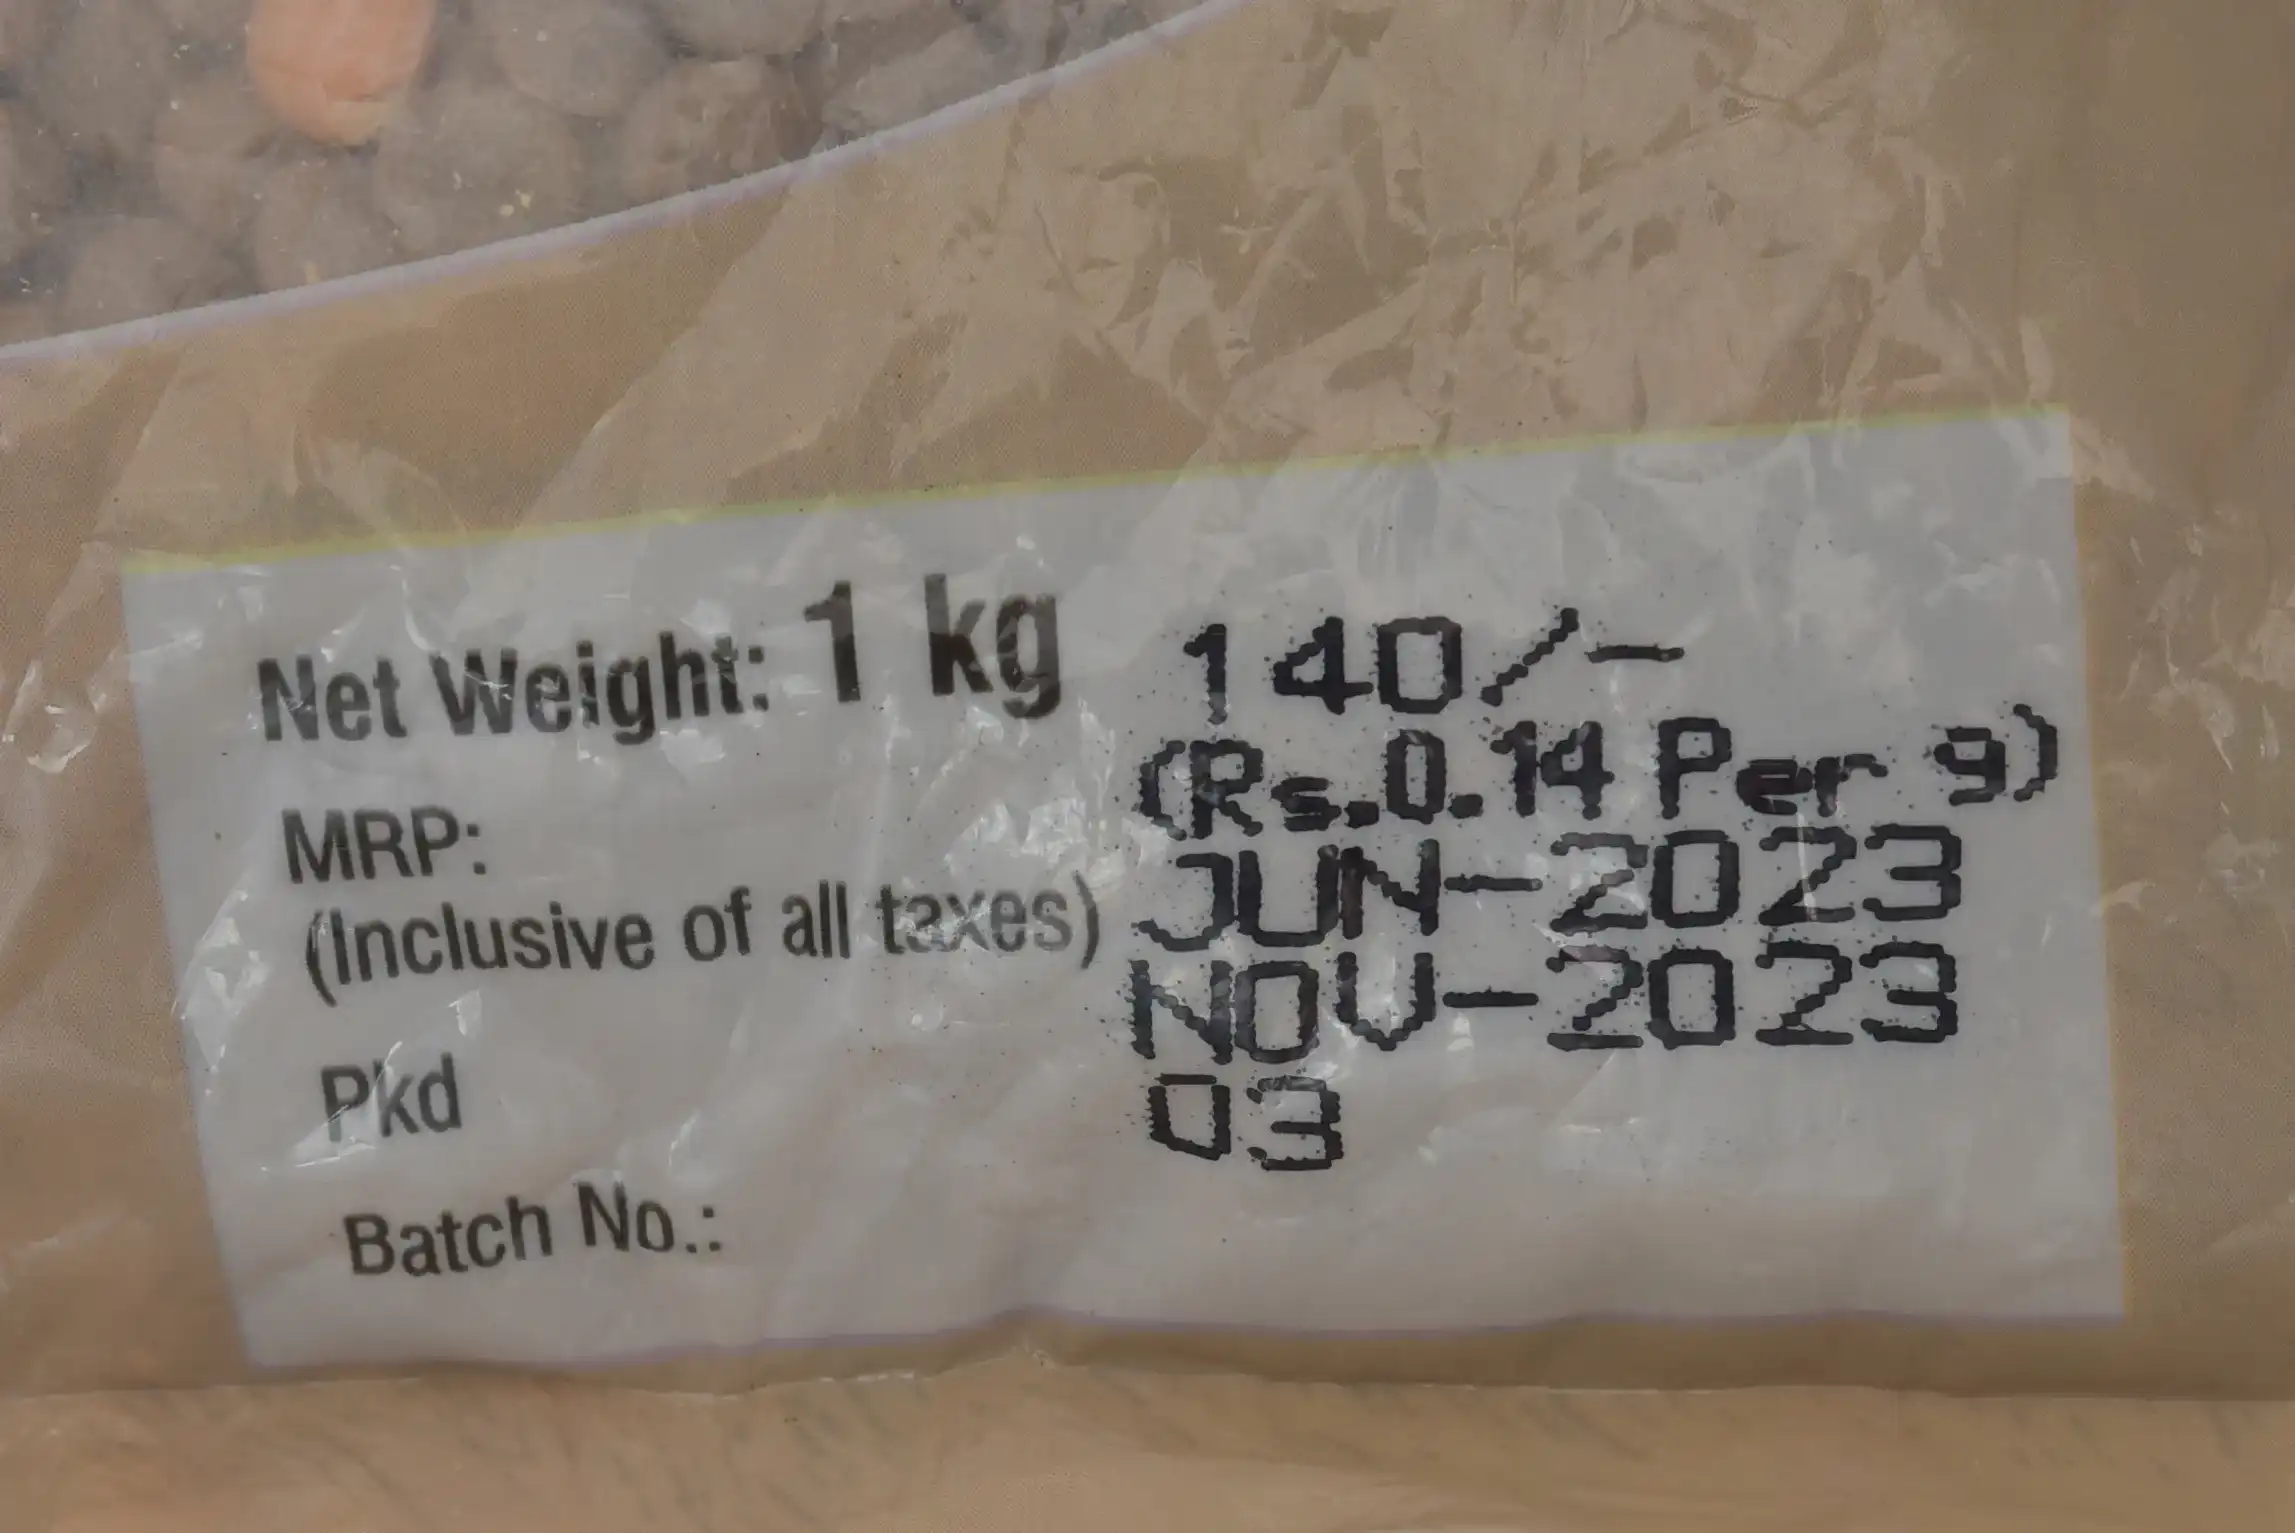 Net Weight: 1 kg
140/-
(Rs.0.14 Per g)
MRP:
(Inclusive of all taxes)
JUN-2023
NOV-2023
Pkd
03
Batch No.: